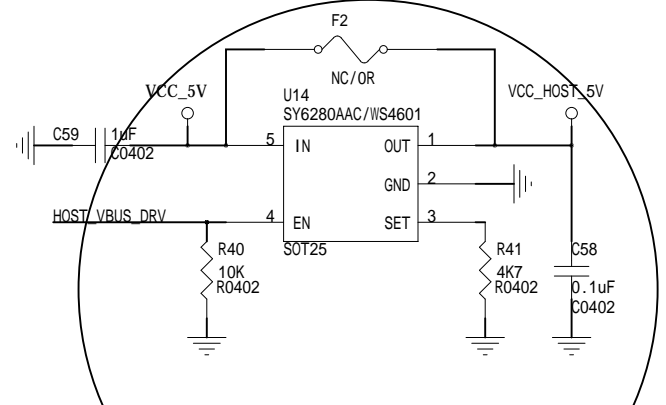 F2
NC/0R
VCC_5V
U14
SY6280AAC/WS4601
VCC_HOST_5V
C59
1uF
C0402
5
IN
OUT
1
GND
2
HOST_VBUS_DRV
4
EN
SET
3
SOT25
R40
10K
R0402
R41
4K7
R0402
C58
0.1uF
C0402